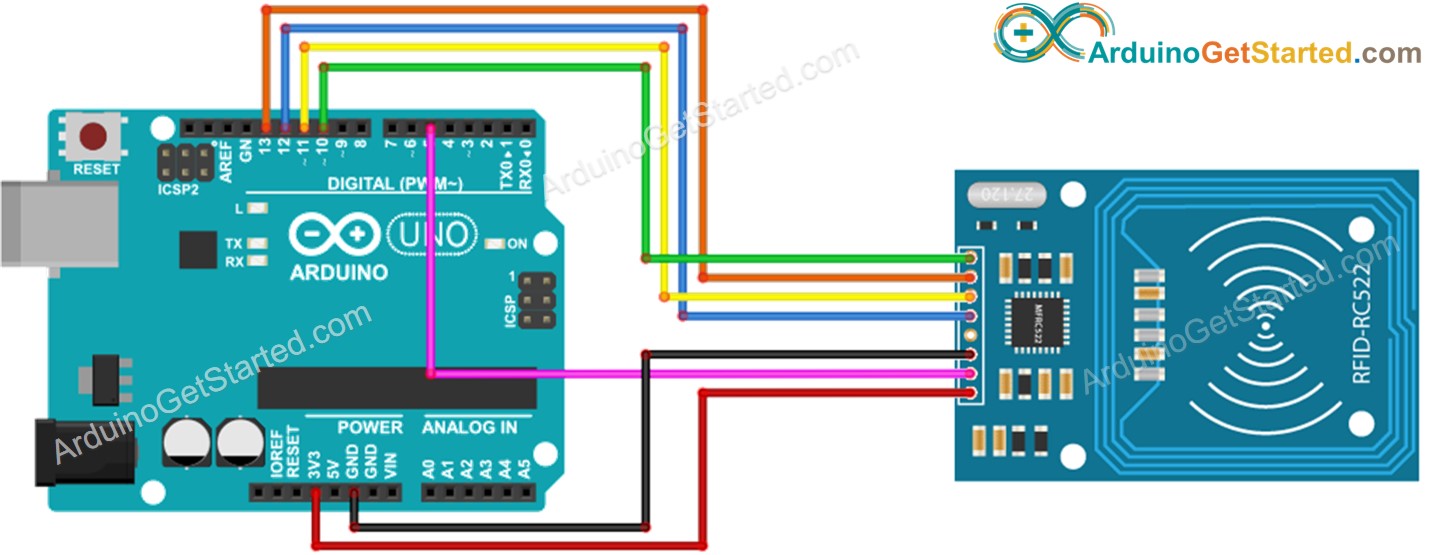 ArduinoGetStarted.com
ArduinoGetStarted.com
RESET
ICSP2
AREF
GN
13
12
~11
~10
~9
8
7
~6
5
4
~3
2
TX0▸1
RX0◂0
DIGITAL (PWM~)
L
TX
RX
ARDUINO
UNO
ON
1
ICSP
27.120
MFRC522
RFID-RC522
ArduinoGetStarted.com
ArduinoGetStarted.com
POWER
ANALOG IN
IOREF
RESET
3V3
5V
GND
GND
VIN
A0
A1
A2
A3
A4
A5